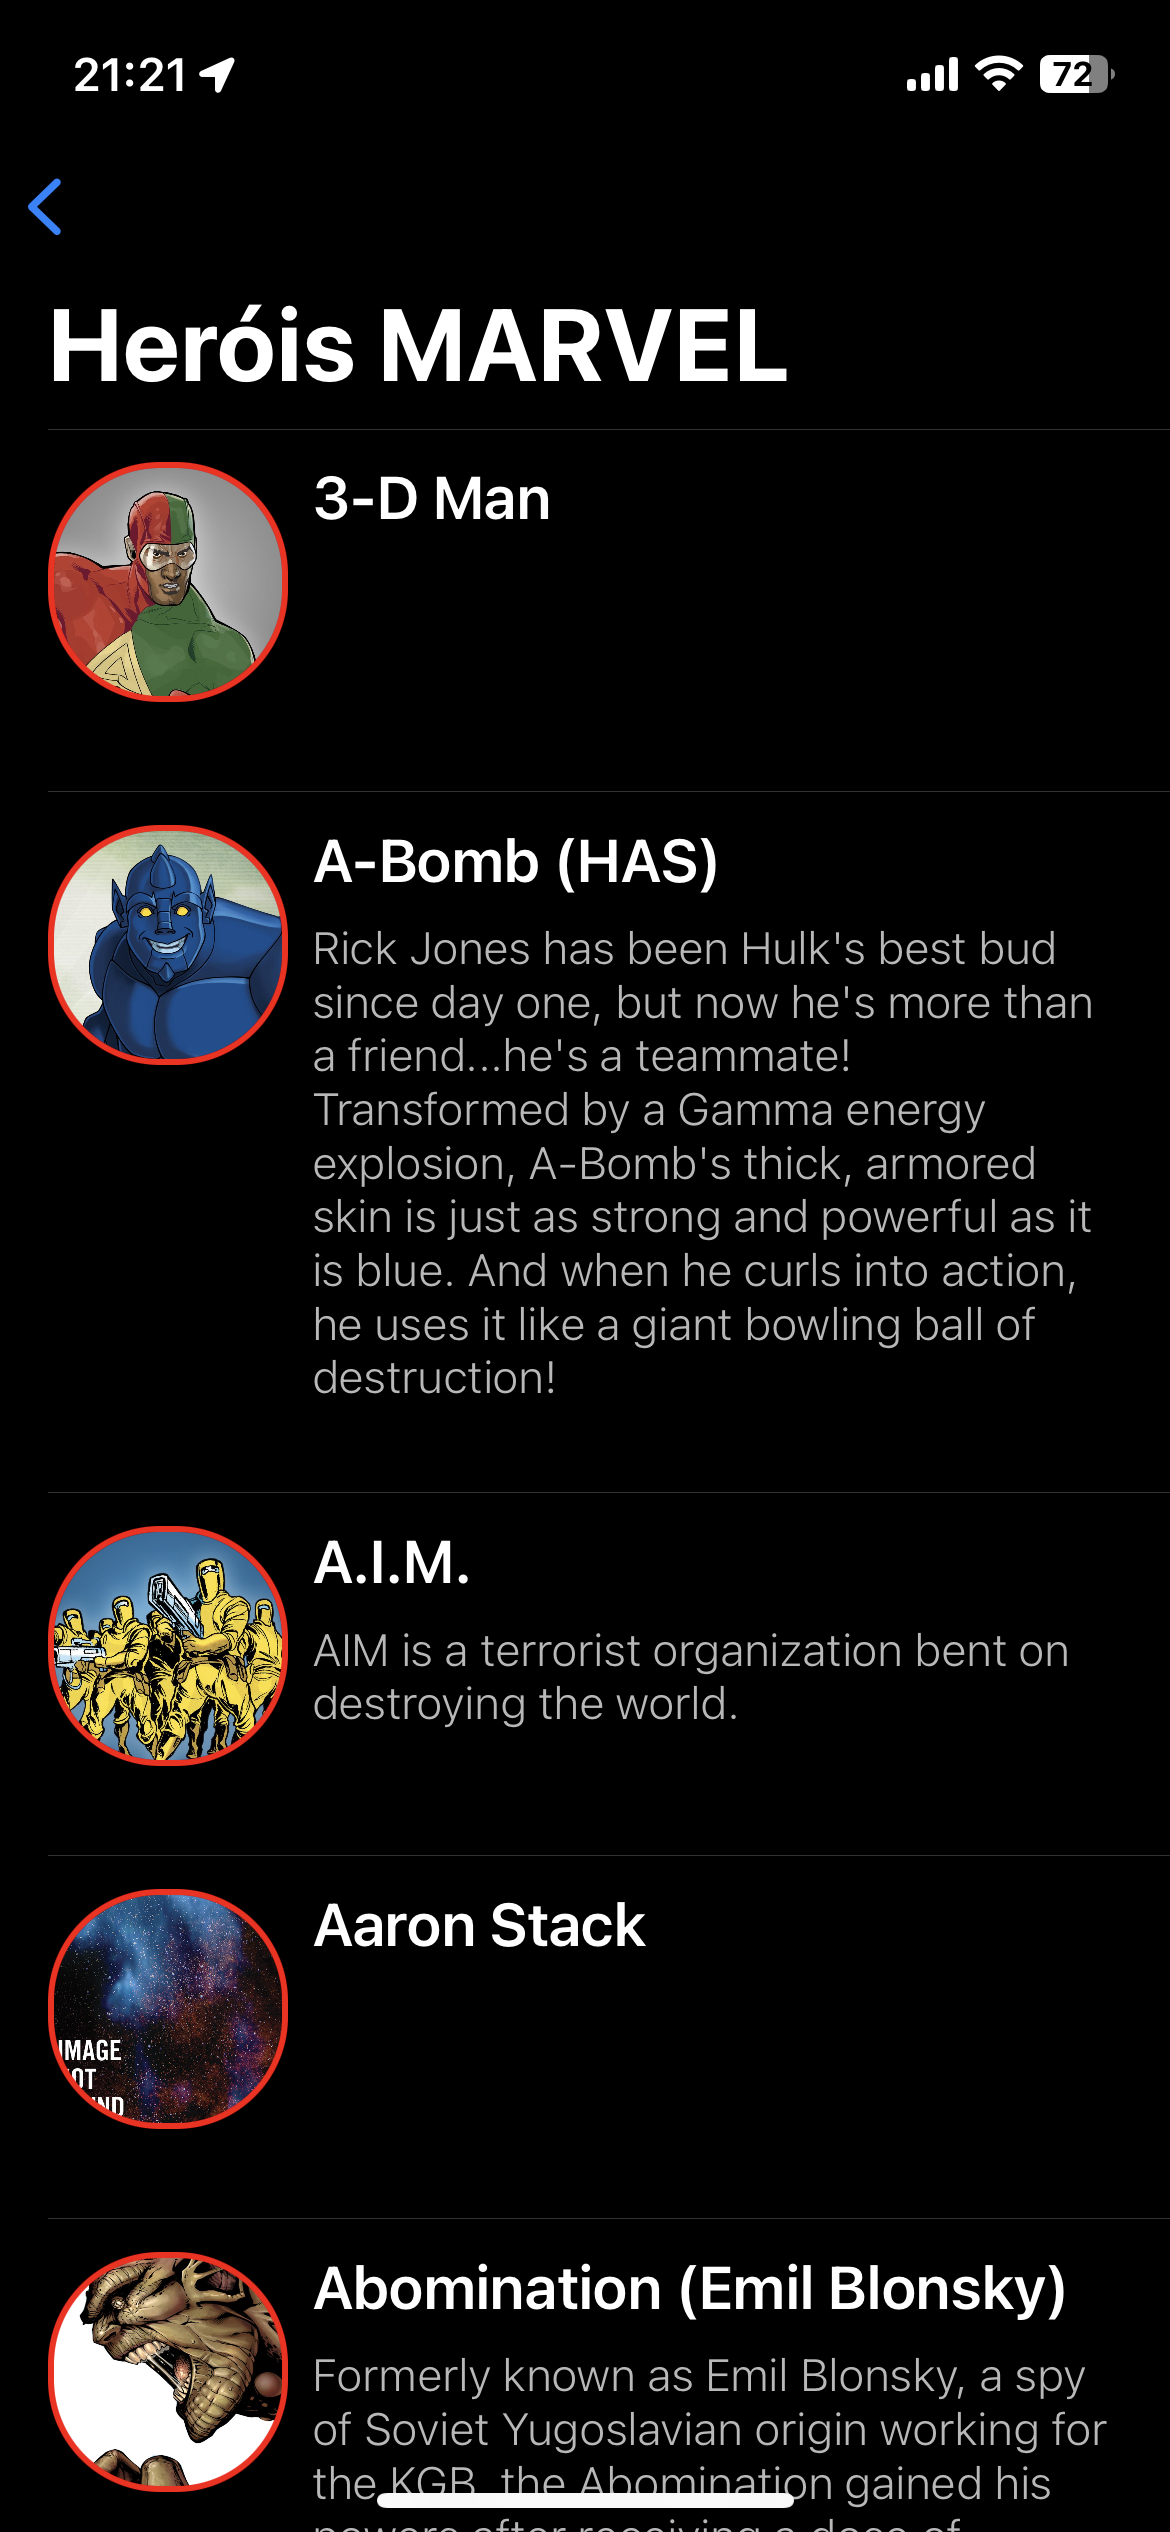 21:21
72
Heróis MARVEL
3-D Man
A-Bomb (HAS)
Rick Jones has been Hulk's best bud
since day one, but now he's more than
a friend...he's a teammate!
Transformed by a Gamma energy
explosion, A-Bomb's thick, armored
skin is just as strong and powerful as it
is blue. And when he curls into action,
he uses it like a giant bowling ball of
destruction!
A.I.M.
AIM is a terrorist organization bent on
destroying the world.
Aaron Stack
IMAGE
OT
ND
Abomination (Emil Blonsky)
Formerly known as Emil Blonsky, a spy
of Soviet Yugoslavian origin working for
the KGB, the Abomination gained his
powers after receiving a dose of